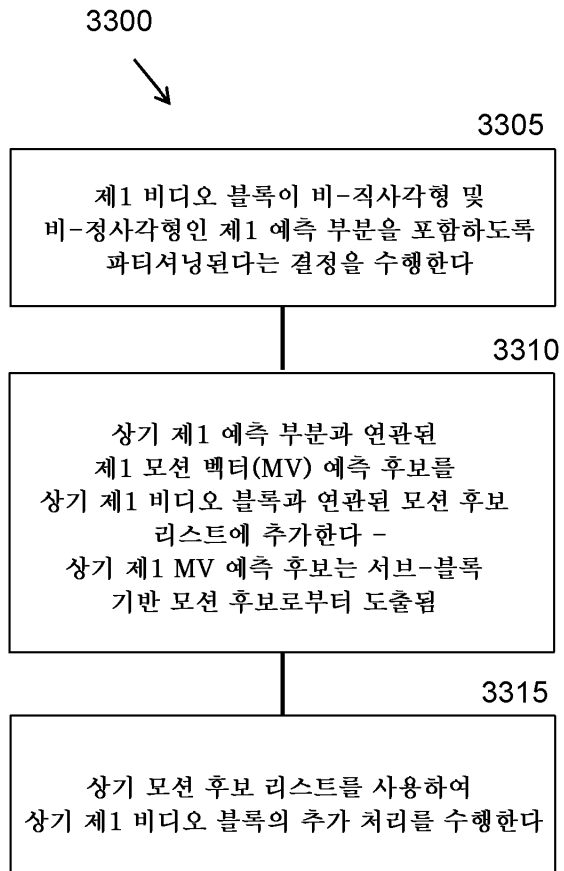 3300
3305
제1 비디오 블록이 비-직사각형 및
비-정사각형인 제1 예측 부분을 포함하도록
파티셔닝된다는 결정을 수행한다
3310
상기 제1 예측 부분과 연관된
제1 모션 벡터(MV) 예측 후보를
상기 제1 비디오 블록과 연관된 모션 후보
리스트에 추가한다 -
상기 제1 MV 예측 후보는 서브-블록
기반 모션 후보로부터 도출됨
3315
상기 모션 후보 리스트를 사용하여
상기 제1 비디오 블록의 추가 처리를 수행한다